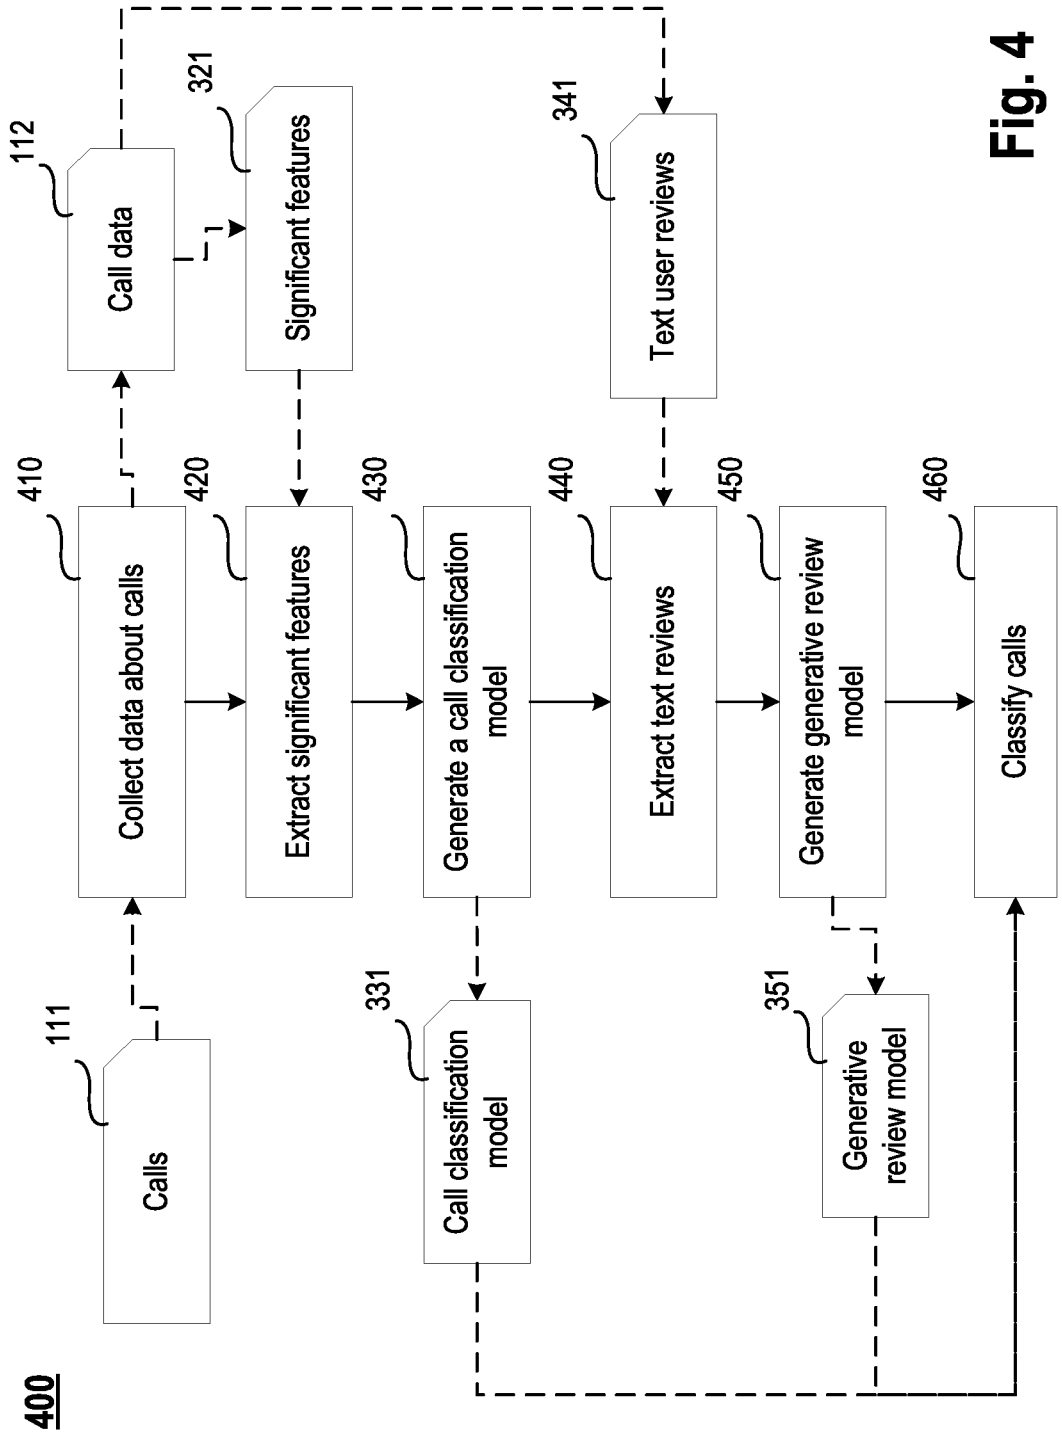 400
111
Calls
410
Collect data about calls
112
Call data
420
Extract significant features
321
Significant features
331
Call classification
model
430
Generate a call classification
model
440
Extract text reviews
341
Text user reviews
351
Generative
review model
450
Generate generative review
model
460
Classify calls
Fig. 4